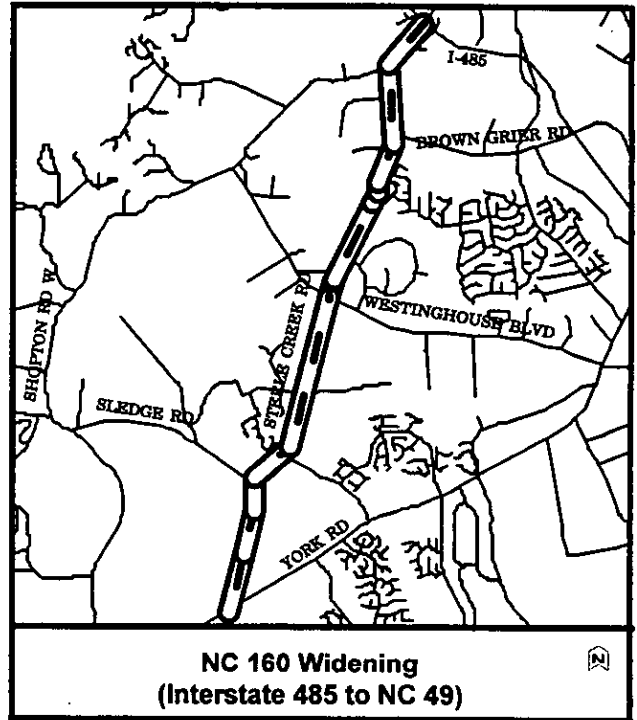 I-485
BROWN GRIER RD
SHOPTON RD W
STEELE CREEK RD
WESTINGHOUSE BLVD
SLEDGE RD
YORK RD
NC 160 Widening
(Interstate 485 to NC 49)
N